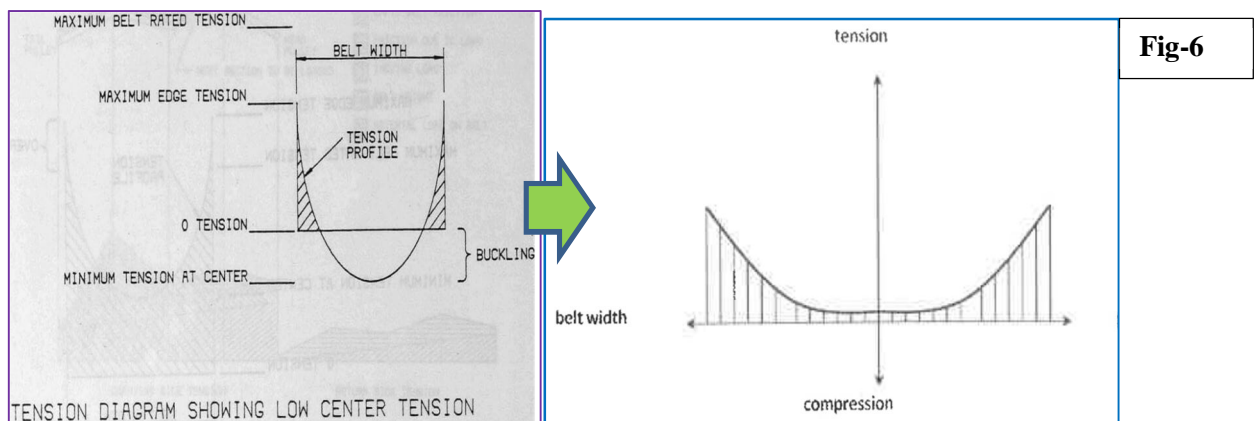 MAXIMUM BELT RATED TENSION
BELT WIDTH
MAXIMUM EDGE TENSION
TENSION
PROFILE
0 TENSION
BUCKLING
MINIMUM TENSION AT CENTER
TENSION DIAGRAM SHOWING LOW CENTER TENSION
tension
belt width
compression
Fig-6